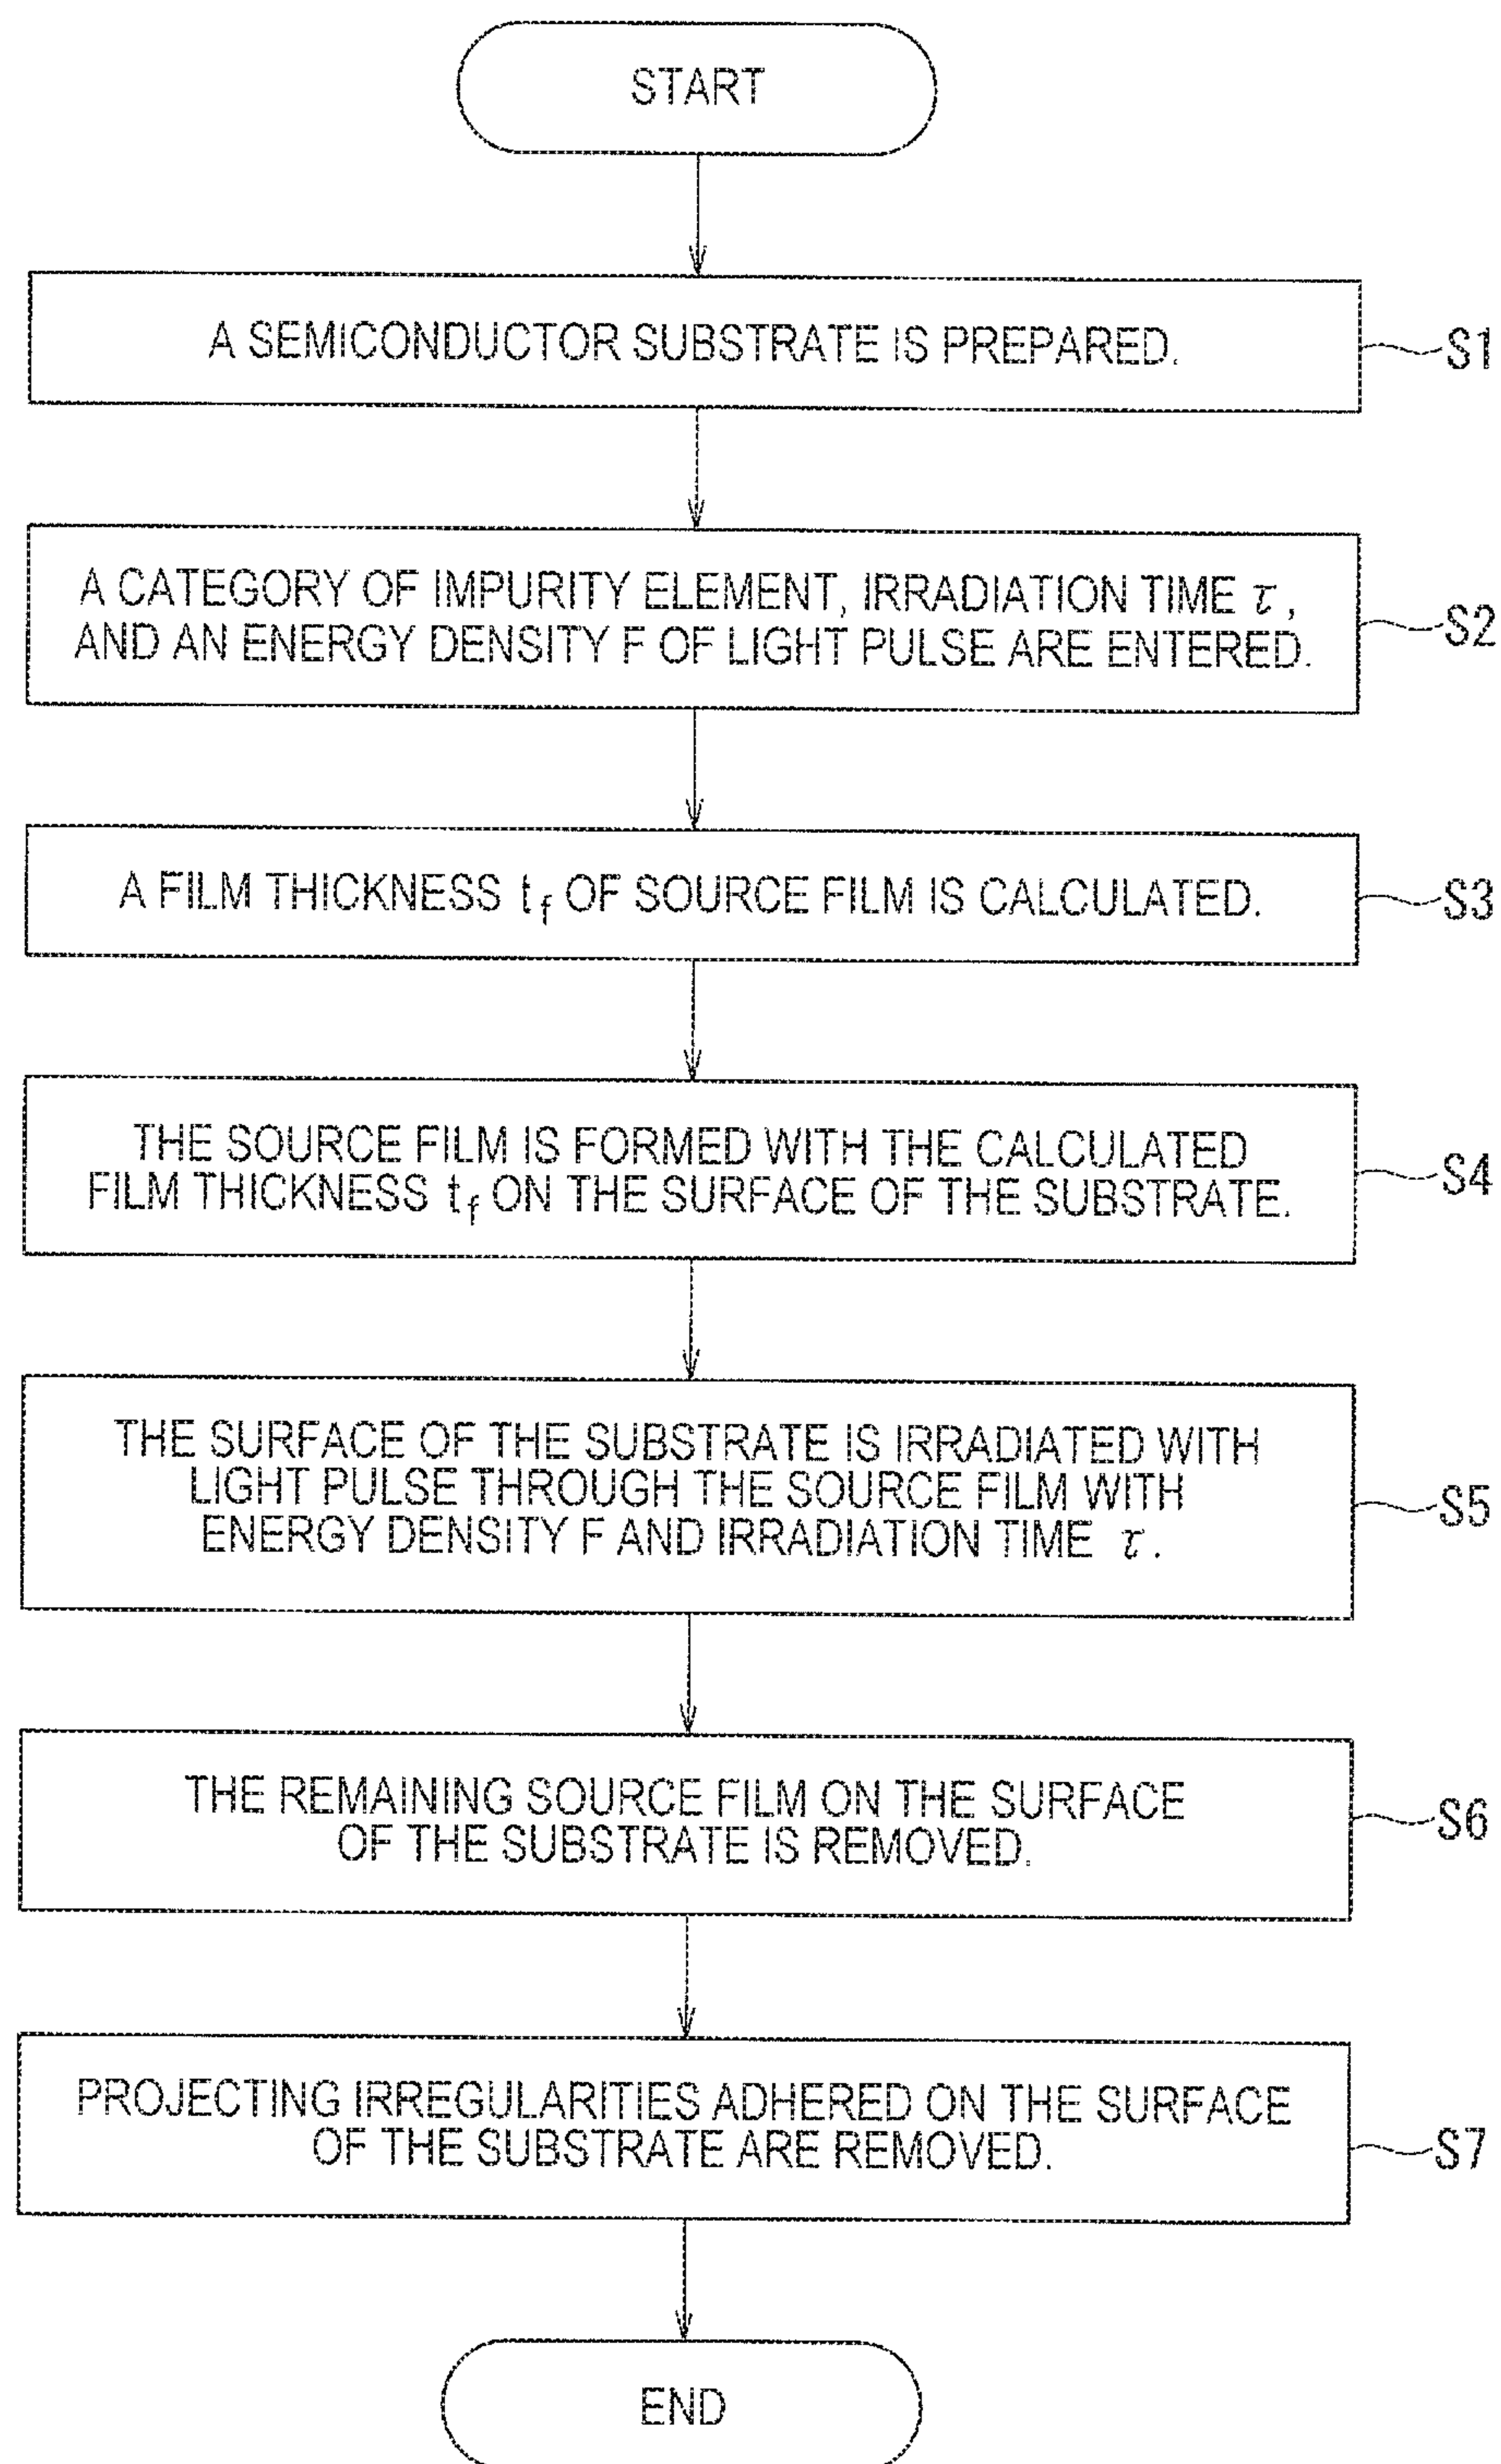 START
A SEMICONDUCTOR SUBSTRATE IS PREPARED.
S1
A CATEGORY OF IMPURITY ELEMENT, IRRADIATION TIME τ,
AND AN ENERGY DENSITY F OF LIGHT PULSE ARE ENTERED.
S2
A FILM THICKNESS tf OF SOURCE FILM IS CALCULATED.
S3
THE SOURCE FILM IS FORMED WITH THE CALCULATED
FILM THICKNESS tf ON THE SURFACE OF THE SUBSTRATE.
S4
THE SURFACE OF THE SUBSTRATE IS IRRADIATED WITH
LIGHT PULSE THROUGH THE SOURCE FILM WITH
ENERGY DENSITY F AND IRRADIATION TIME τ.
S5
THE REMAINING SOURCE FILM ON THE SURFACE
OF THE SUBSTRATE IS REMOVED.
S6
PROJECTING IRREGULARITIES ADHERED ON THE SURFACE
OF THE SUBSTRATE ARE REMOVED.
S7
END